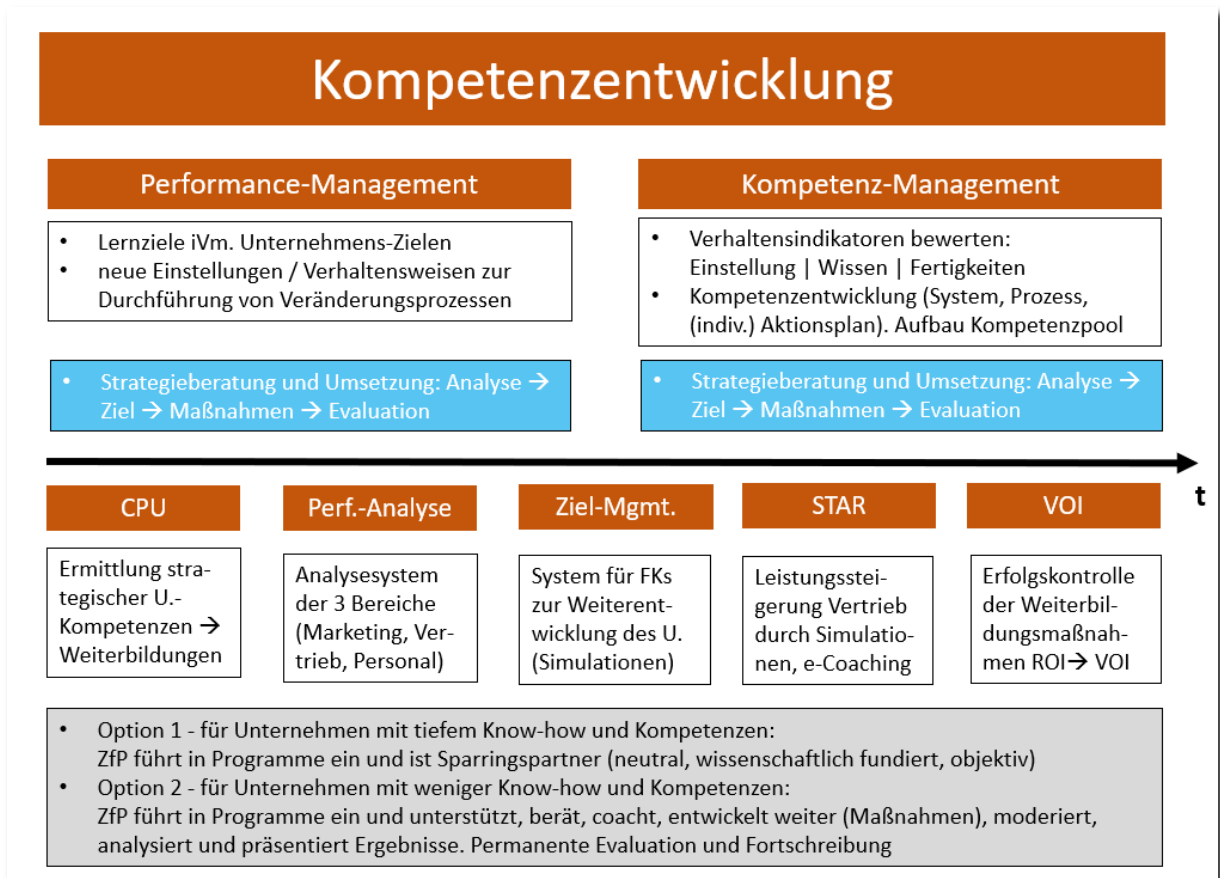 Kompetenzentwicklung
Performance-Management
• Lernziele iVm. Unternehmens-Zielen
• neue Einstellungen / Verhaltensweisen zur
Durchführung von Veränderungsprozessen
• Strategieberatung und Umsetzung: Analyse →
Ziel → Maßnahmen → Evaluation
Kompetenz-Management
• Verhaltensindikatoren bewerten:
Einstellung | Wissen | Fertigkeiten
• Kompetenzentwicklung (System, Prozess,
(indiv.) Aktionsplan). Aufbau Kompetenzpool
• Strategieberatung und Umsetzung: Analyse →
Ziel → Maßnahmen → Evaluation
t
CPU
Ermittlung stra-
tegischer U.-
Kompetenzen →
Weiterbildungen
Perf.-Analyse
Analysesystem
der 3 Bereiche
(Marketing, Ver-
trieb, Personal)
Ziel-Mgmt.
System für FKs
zur Weiterent-
wicklung des U.
(Simulationen)
STAR
Leistungsstei-
gerung Vertrieb
durch Simulatio-
nen, e-Coaching
VOI
Erfolgskontrolle
der Weiterbil-
dungsmaßnah-
men ROI→ VOI
• Option 1 - für Unternehmen mit tiefem Know-how und Kompetenzen:
ZfP führt in Programme ein und ist Sparringspartner (neutral, wissenschaftlich fundiert, objektiv)
• Option 2 - für Unternehmen mit weniger Know-how und Kompetenzen:
ZfP führt in Programme ein und unterstützt, berät, coacht, entwickelt weiter (Maßnahmen), moderiert,
analysiert und präsentiert Ergebnisse. Permanente Evaluation und Fortschreibung